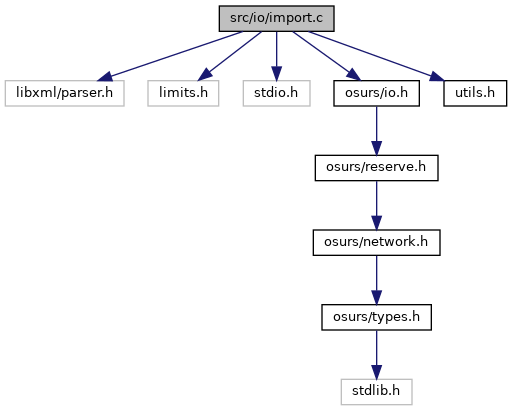 src/io/import.c
libxml/parser.h
limits.h
stdio.h
osurs/io.h
utils.h
osurs/reserve.h
osurs/network.h
osurs/types.h
stdlib.h